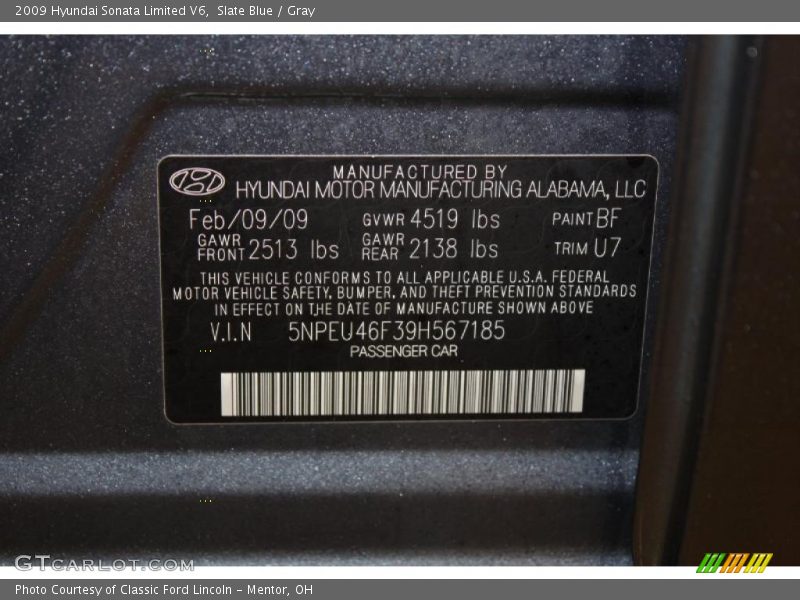 2009 Hyundai Sonata Limited V6,  Slate Blue / Gray
MANUFACTURED BY
HYUNDAI MOTOR MANUFACTURING ALABAMA, LLC
Feb/09/09 GVWR 4519 lbs PAINT BF
GAWR FRONT 2513 lbs GAWR REAR 2138 lbs TRIM U7
THIS VEHICLE CONFORMS TO ALL APPLICABLE U.S.A. FEDERAL
MOTOR VEHICLE SAFETY, BUMPER, AND THEFT PREVENTION STANDARDS
IN EFFECT ON THE DATE OF MANUFACTURE SHOWN ABOVE
V.I.N 5NPEU46F39H567185
PASSENGER CAR
GTCARLOT.COM
Photo Courtesy of Classic Ford Lincoln - Mentor, OH